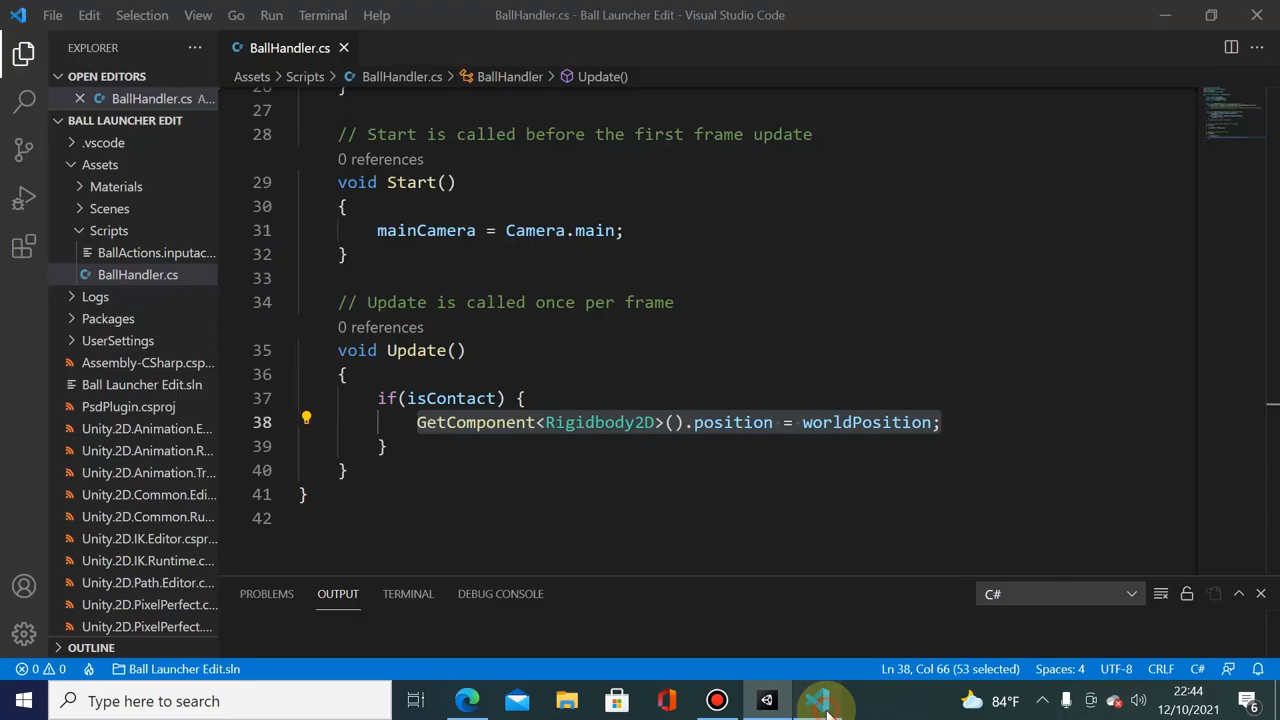 File Edit Selection View Go Run Terminal Help
BallHandler.cs - Ball Launcher Edit - Visual Studio Code
EXPLORER
OPEN EDITORS
BallHandler.cs A...
BALL LAUNCHER EDIT
.vscode
Assets
Materials
Scenes
Scripts
BallActions.inputac...
BallHandler.cs
Logs
Packages
UserSettings
Assembly-CSharp.csp...
Ball Launcher Edit.sln
PsdPlugin.csproj
Unity.2D.Animation.E...
Unity.2D.Animation.R...
Unity.2D.Animation.Tr...
Unity.2D.Common.Edi...
Unity.2D.Common.Ru...
Unity.2D.IK.Editor.cspr...
Unity.2D.IK.Runtime.c...
Unity.2D.Path.Editor.c...
Unity.2D.PixelPerfect.c...
Unity.2D.PixelPerfect....
OUTLINE
BallHandler.cs
Assets > Scripts > BallHandler.cs > BallHandler > Update()
26 }
27
28 // Start is called before the first frame update
0 references
29 void Start()
30 {
31 mainCamera = Camera.main;
32 }
33
34 // Update is called once per frame
0 references
35 void Update()
36 {
37 if(isContact) {
38 GetComponent<Rigidbody2D>().position = worldPosition;
39 }
40 }
41 }
42
PROBLEMS OUTPUT TERMINAL DEBUG CONSOLE C#
0 0 Ball Launcher Edit.sln Ln 38, Col 66 (53 selected) Spaces: 4 UTF-8 CRLF C#
Type here to search
84°F
22:44
12/10/2021
6